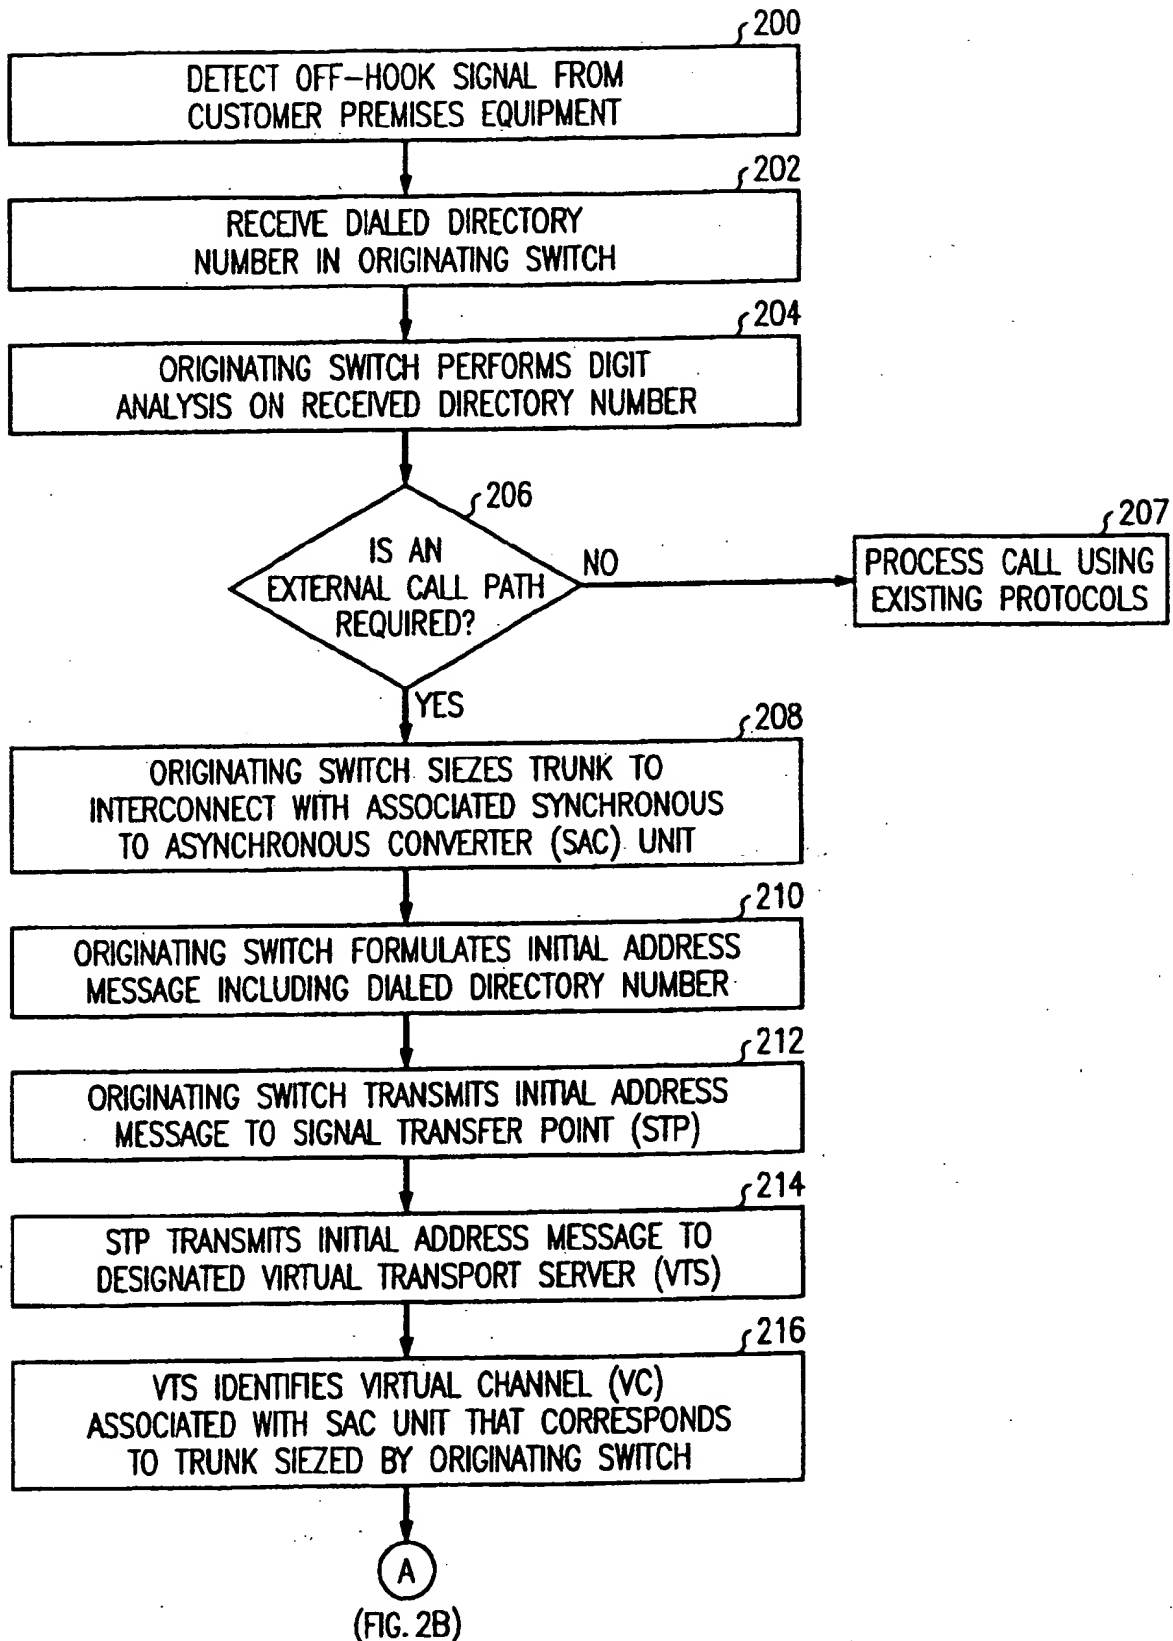 200
DETECT OFF-HOOK SIGNAL FROM
CUSTOMER PREMISES EQUIPMENT
202
RECEIVE DIALED DIRECTORY
NUMBER IN ORIGINATING SWITCH
204
ORIGINATING SWITCH PERFORMS DIGIT
ANALYSIS ON RECEIVED DIRECTORY NUMBER
206
IS AN
EXTERNAL CALL PATH
REQUIRED?
NO
207
PROCESS CALL USING
EXISTING PROTOCOLS
YES
208
ORIGINATING SWITCH SIEZES TRUNK TO
INTERCONNECT WITH ASSOCIATED SYNCHRONOUS
TO ASYNCHRONOUS CONVERTER (SAC) UNIT
210
ORIGINATING SWITCH FORMULATES INITIAL ADDRESS
MESSAGE INCLUDING DIALED DIRECTORY NUMBER
212
ORIGINATING SWITCH TRANSMITS INITIAL ADDRESS
MESSAGE TO SIGNAL TRANSFER POINT (STP)
214
STP TRANSMITS INITIAL ADDRESS MESSAGE TO
DESIGNATED VIRTUAL TRANSPORT SERVER (VTS)
216
VTS IDENTIFIES VIRTUAL CHANNEL (VC)
ASSOCIATED WITH SAC UNIT THAT CORRESPONDS
TO TRUNK SIEZED BY ORIGINATING SWITCH
A
(FIG. 2B)